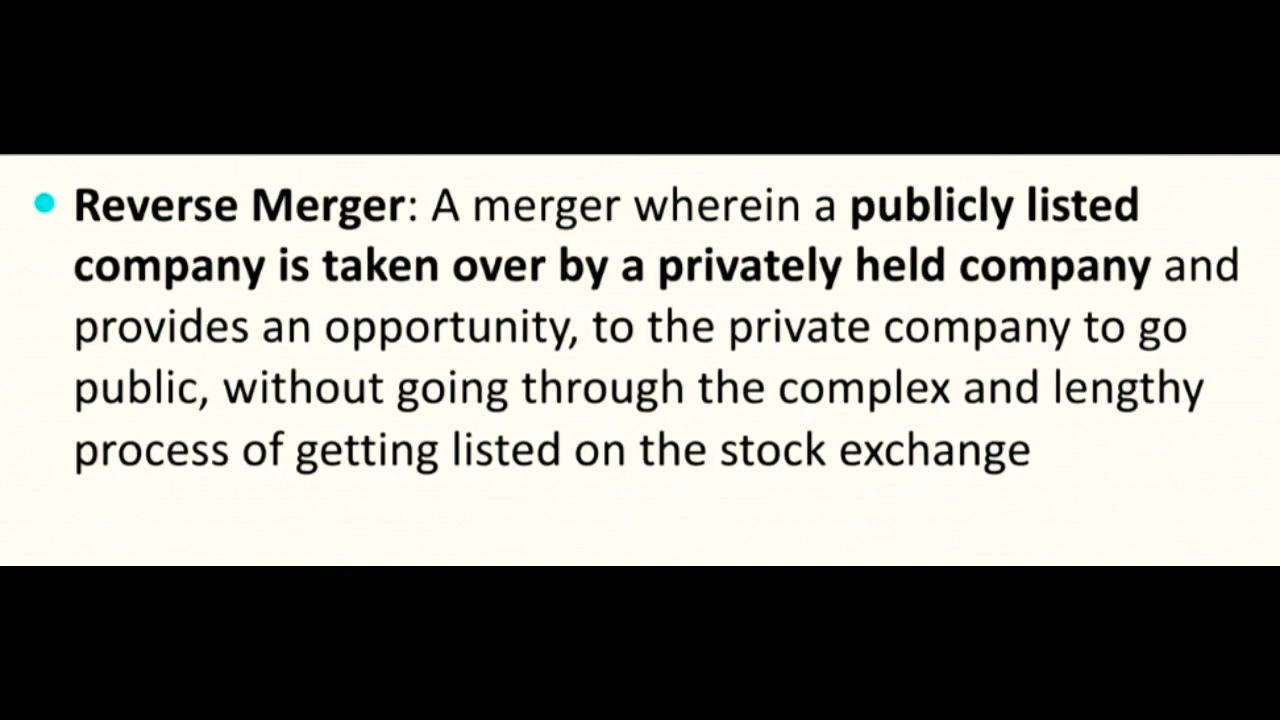 Reverse Merger: A merger wherein a publicly listed
company is taken over by a privately held company and
provides an opportunity, to the private company to go
public, without going through the complex and lengthy
process of getting listed on the stock exchange